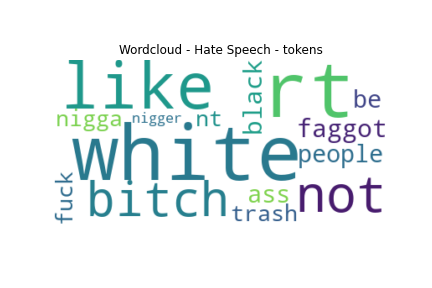 Wordcloud - Hate Speech - tokens
like
rt
black
be
nigga
nigger
nt
faggot
white
people
fuck
bitch
ass
trash
not